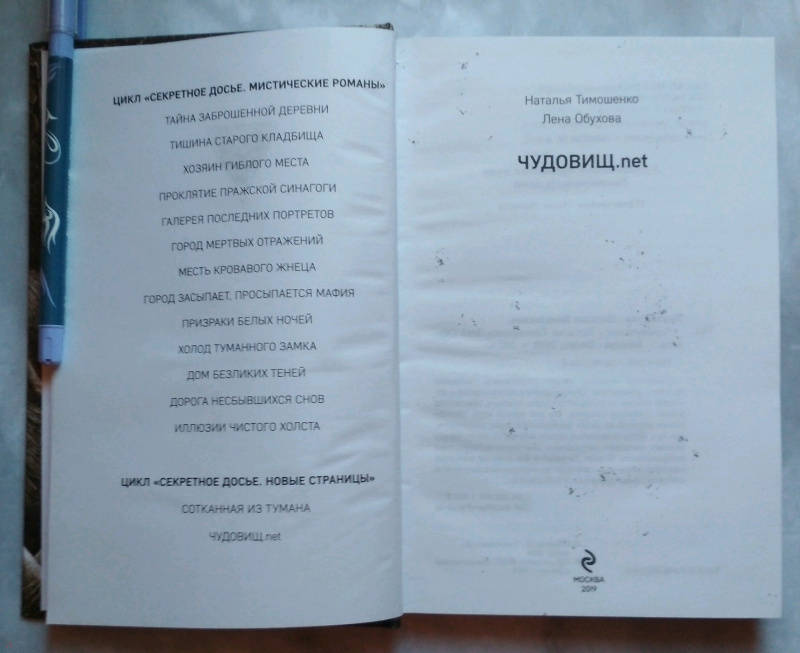 ЦИКЛ «СЕКРЕТНОЕ ДОСЬЕ. МИСТИЧЕСКИЕ РОМАНЫ»
ТАЙНА ЗАБРОШЕННОЙ ДЕРЕВНИ
ТИШИНА СТАРОГО КЛАДБИЩА
ХОЗЯИН ГИБЛОГО МЕСТА
ПРОКЛЯТИЕ ПРАЖСКОЙ СИНАГОГИ
ГАЛЕРЕЯ ПОСЛЕДНИХ ПОРТРЕТОВ
ГОРОД МЕРТВЫХ ОТРАЖЕНИЙ
МЕСТЬ КРОВАВОГО ЖНЕЦА
ГОРОД ЗАСЫПАЕТ, ПРОСЫПАЕТСЯ МАФИЯ
ПРИЗРАКИ БЕЛЫХ НОЧЕЙ
ХОЛОД ТУМАННОГО ЗАМКА
ДОМ БЕЗЛИКИХ ТЕНЕЙ
ДОРОГА НЕСБЫВШИХСЯ СНОВ
ИЛЛЮЗИИ ЧИСТОГО ХОЛСТА
ЦИКЛ «СЕКРЕТНОЕ ДОСЬЕ. НОВЫЕ СТРАНИЦЫ»
СОТКАННАЯ ИЗ ТУМАНА
ЧУДОВИЩ.net
Наталья Тимошенко
Лена Обухова
ЧУДОВИЩ.net
МОСКВА
2019